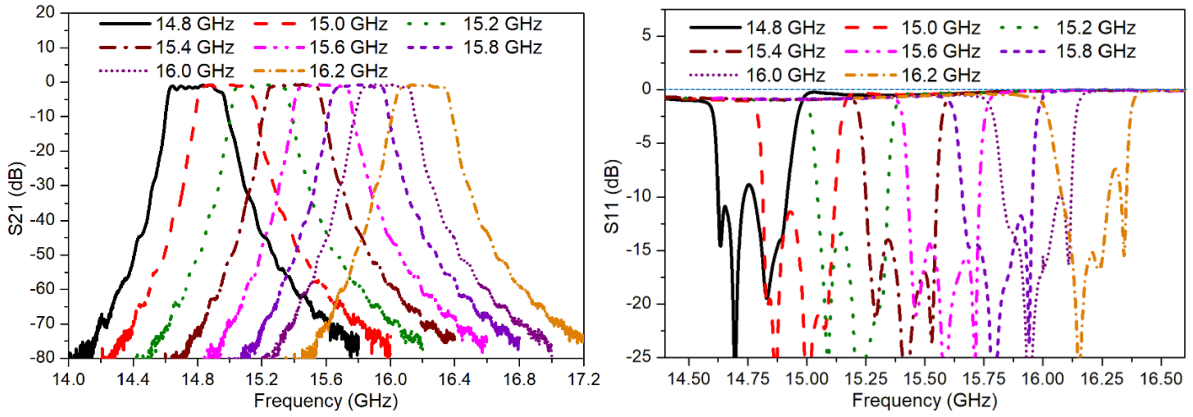 20
10
0
-10
-20
-30
-40
-50
-60
-70
-80
S21 (dB)
14.8 GHz 15.0 GHz 15.2 GHz
15.4 GHz 15.6 GHz 15.8 GHz
16.0 GHz 16.2 GHz
14.0 14.4 14.8 15.2 15.6 16.0 16.4 16.8 17.2
Frequency (GHz)
5
0
-5
-10
-15
-20
-25
S11 (dB)
14.8 GHz 15.0 GHz 15.2 GHz
15.4 GHz 15.6 GHz 15.8 GHz
16.0 GHz 16.2 GHz
14.50 14.75 15.00 15.25 15.50 15.75 16.00 16.25 16.50
Frequency (GHz)